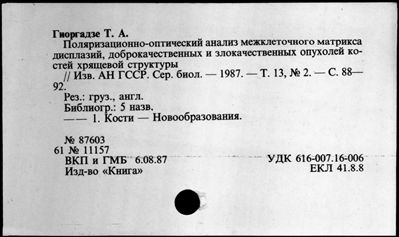 Гиоргадзе Т. А.
Поляризационно-оптический анализ межклеточного матрикса
дисплазий, доброкачественных и злокачественных опухолей ко-
стей хрящевой структуры
// Изв. АН ГССР. Сер. биол. — 1987. — Т. 13, № 2. — С. 88—
92.
Рез.: груз., англ.
Библиогр.: 5 назв.
— — 1. Кости — Новообразования.
№ 87603
61 № 11157
ВКП и ГМБ 6.08.87
УДК 616-007.16-006
Изд-во «Книга»
ЕКЛ 41.8.8